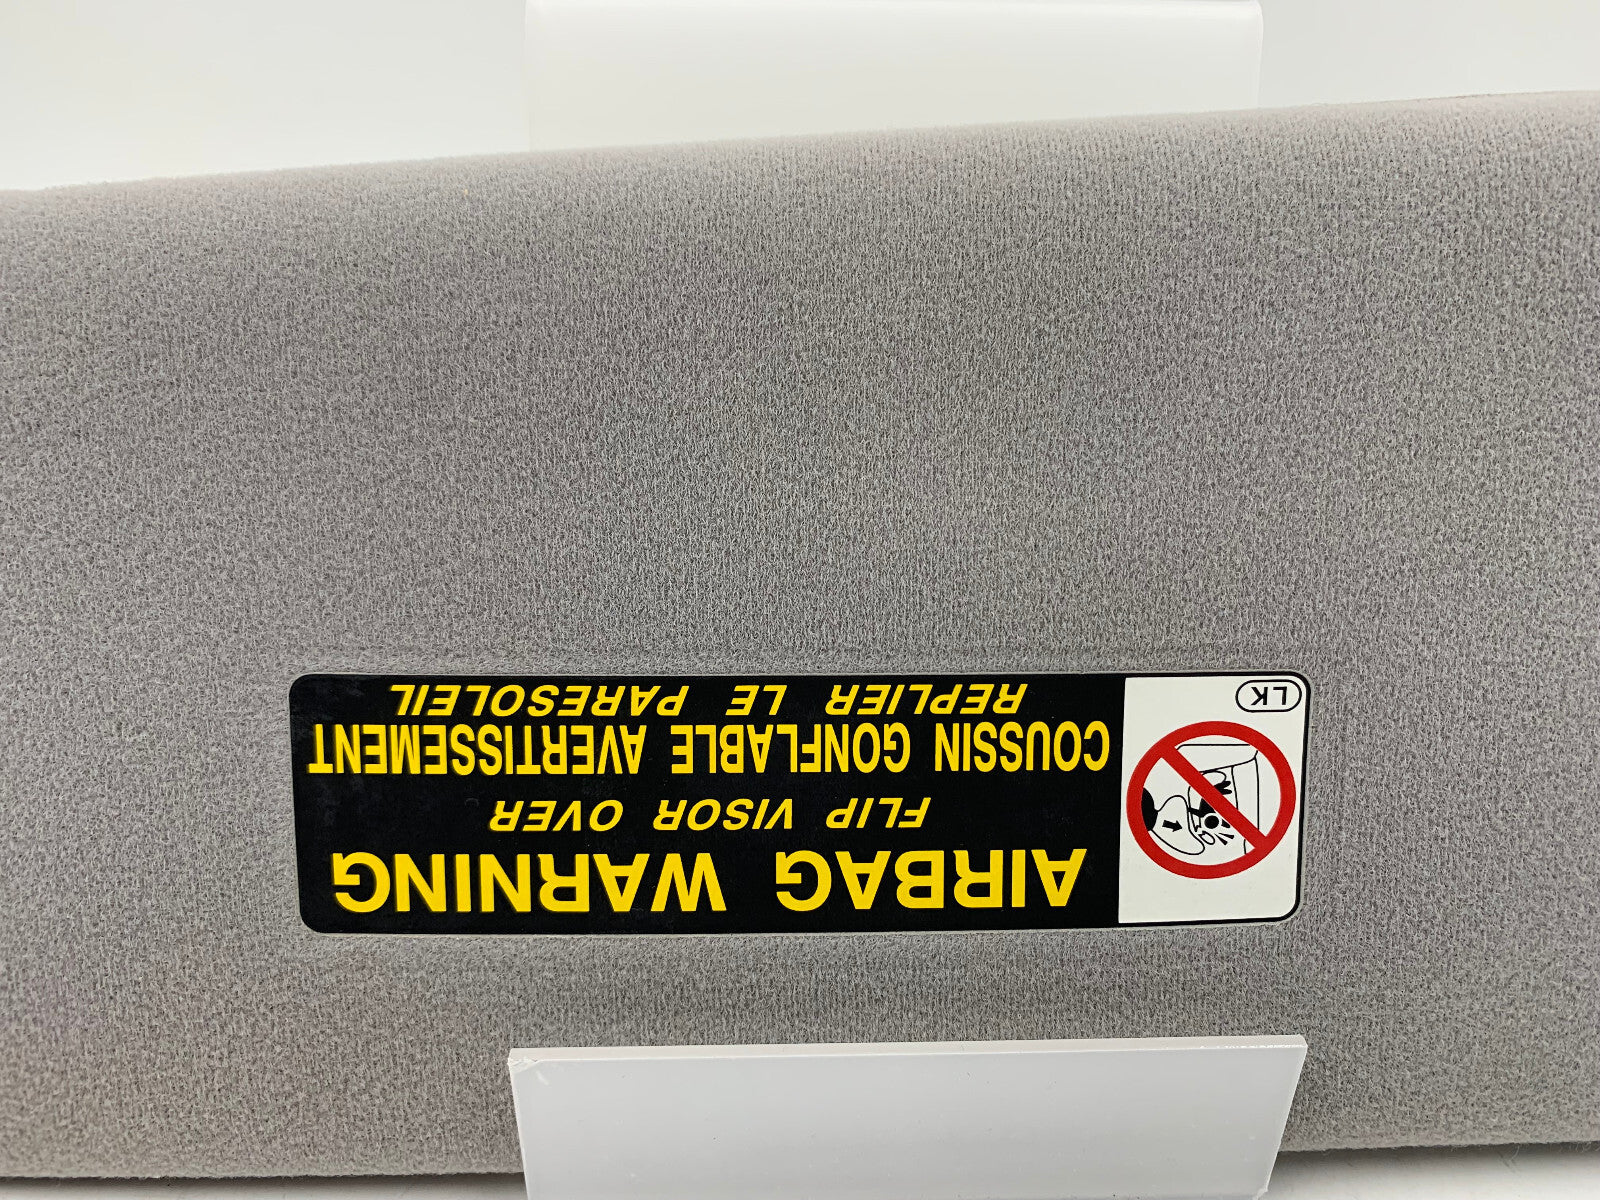 AIRBAG WARNING
FLIP VISOR OVER
COUSSIN GONFLABLE AVERTISSEMENT
REPLIER LE PARESOLEIL
LK